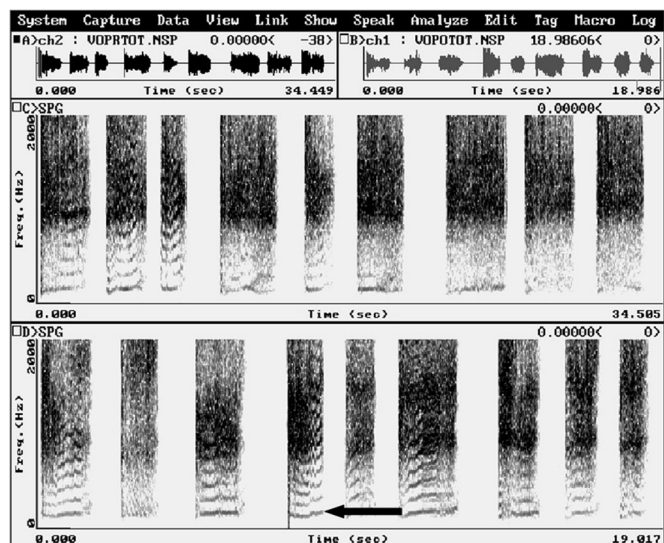 System Capture Data View Link Show Speak Analyze Edit Tag Macro Log
A>ch2 : VOPRTOT.NSP 0.00000< -38>
B>ch1 : VOPOTOT.NSP 18.98606< 0>
0.000 Time (sec) 34.449
0.000 Time (sec) 18.986
C>SPG 0.00000< 0>
2000
Freq.(Hz)
0
0.000 Time (sec) 34.505
D>SPG 0.00000< 0>
2000
Freq.(Hz)
0
0.000 Time (sec) 19.017